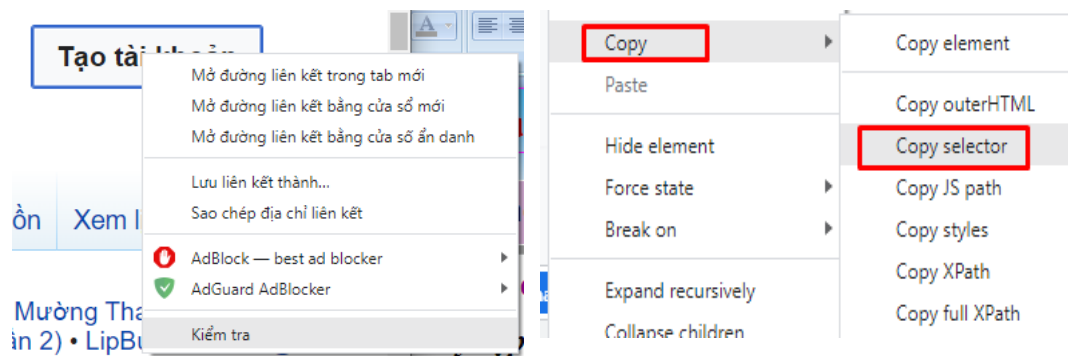 Tạo tài khoản
Mở đường liên kết trong tab mới
Mở đường liên kết bằng cửa sổ mới
Mở đường liên kết bằng cửa số ẩn danh
Lưu liên kết thành...
Sao chép địa chỉ liên kết
AdBlock — best ad blocker
AdGuard AdBlocker
Kiểm tra
ồn
Xem l
Mường Tha
ần 2) • LipBu
A
Copy
Paste
Hide element
Force state
Break on
Expand recursively
Collapse children
Copy element
Copy outerHTML
Copy selector
Copy JS path
Copy styles
Copy XPath
Copy full XPath